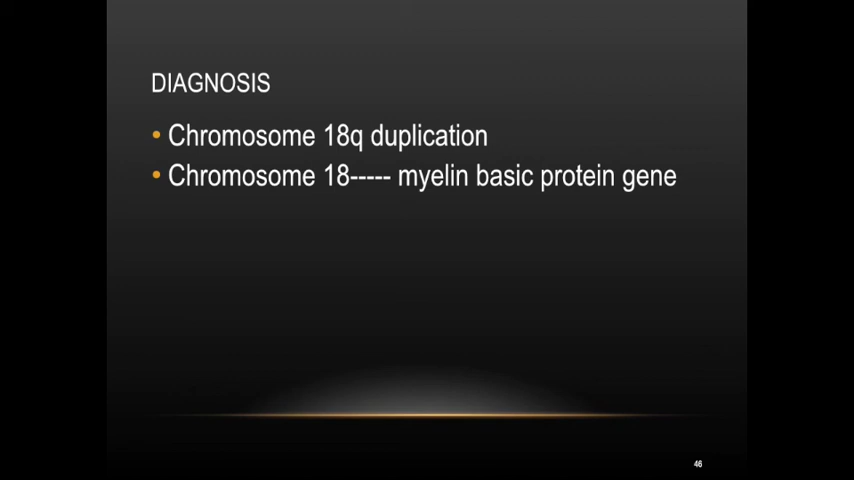 DIAGNOSIS
• Chromosome 18q duplication
• Chromosome 18----- myelin basic protein gene
46